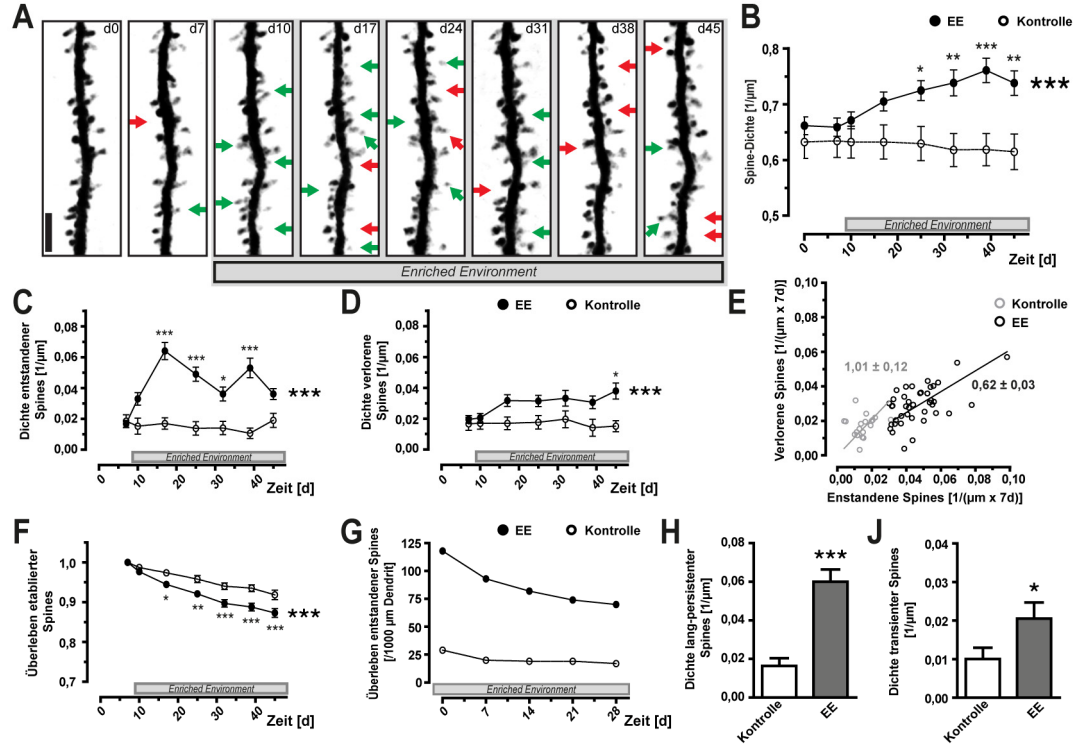 A
d0
d7
d10
d17
d24
d31
d38
d45
Enriched Environment
B
EE
Kontrolle
Spine-Dichte [1/μm]
0,8
0,7
0,6
0,5
*
**
***
**
***
Enriched Environment
0
10
20
30
40
Zeit [d]
C
EE
Kontrolle
Dichte entstandener
Spines [1/μm]
0,08
0,06
0,04
0,02
0,00
***
***
*
***
***
Enriched Environment
0
10
20
30
40
Zeit [d]
D
EE
Kontrolle
Dichte verlorene
Spines [1/μm]
0,08
0,06
0,04
0,02
0,00
*
***
Enriched Environment
0
10
20
30
40
Zeit [d]
E
Kontrolle
EE
Verlorene Spines [1/(μm x 7d)]
0,10
0,08
0,06
0,04
0,02
0,00
1,01 ± 0,12
0,62 ± 0,03
0,00
0,02
0,04
0,06
0,08
0,10
Enstandene Spines [1/(μm x 7d)]
F
Überleben etablierter
Spines
1,0
0,9
0,8
0,7
*
**
***
***
***
***
Enriched Environment
0
10
20
30
40
Zeit [d]
G
EE
Kontrolle
Überleben entstandener Spines
[/1000 μm Dendrit]
125
100
75
50
25
0
Enriched Environment
0
7
14
21
28
Zeit [d]
H
Dichte lang-persistenter
Spines [1/μm]
0,08
0,06
0,04
0,02
0,00
***
Kontrolle
EE
J
Dichte transienter Spines
[1/μm]
0,04
0,03
0,02
0,01
0,00
*
Kontrolle
EE